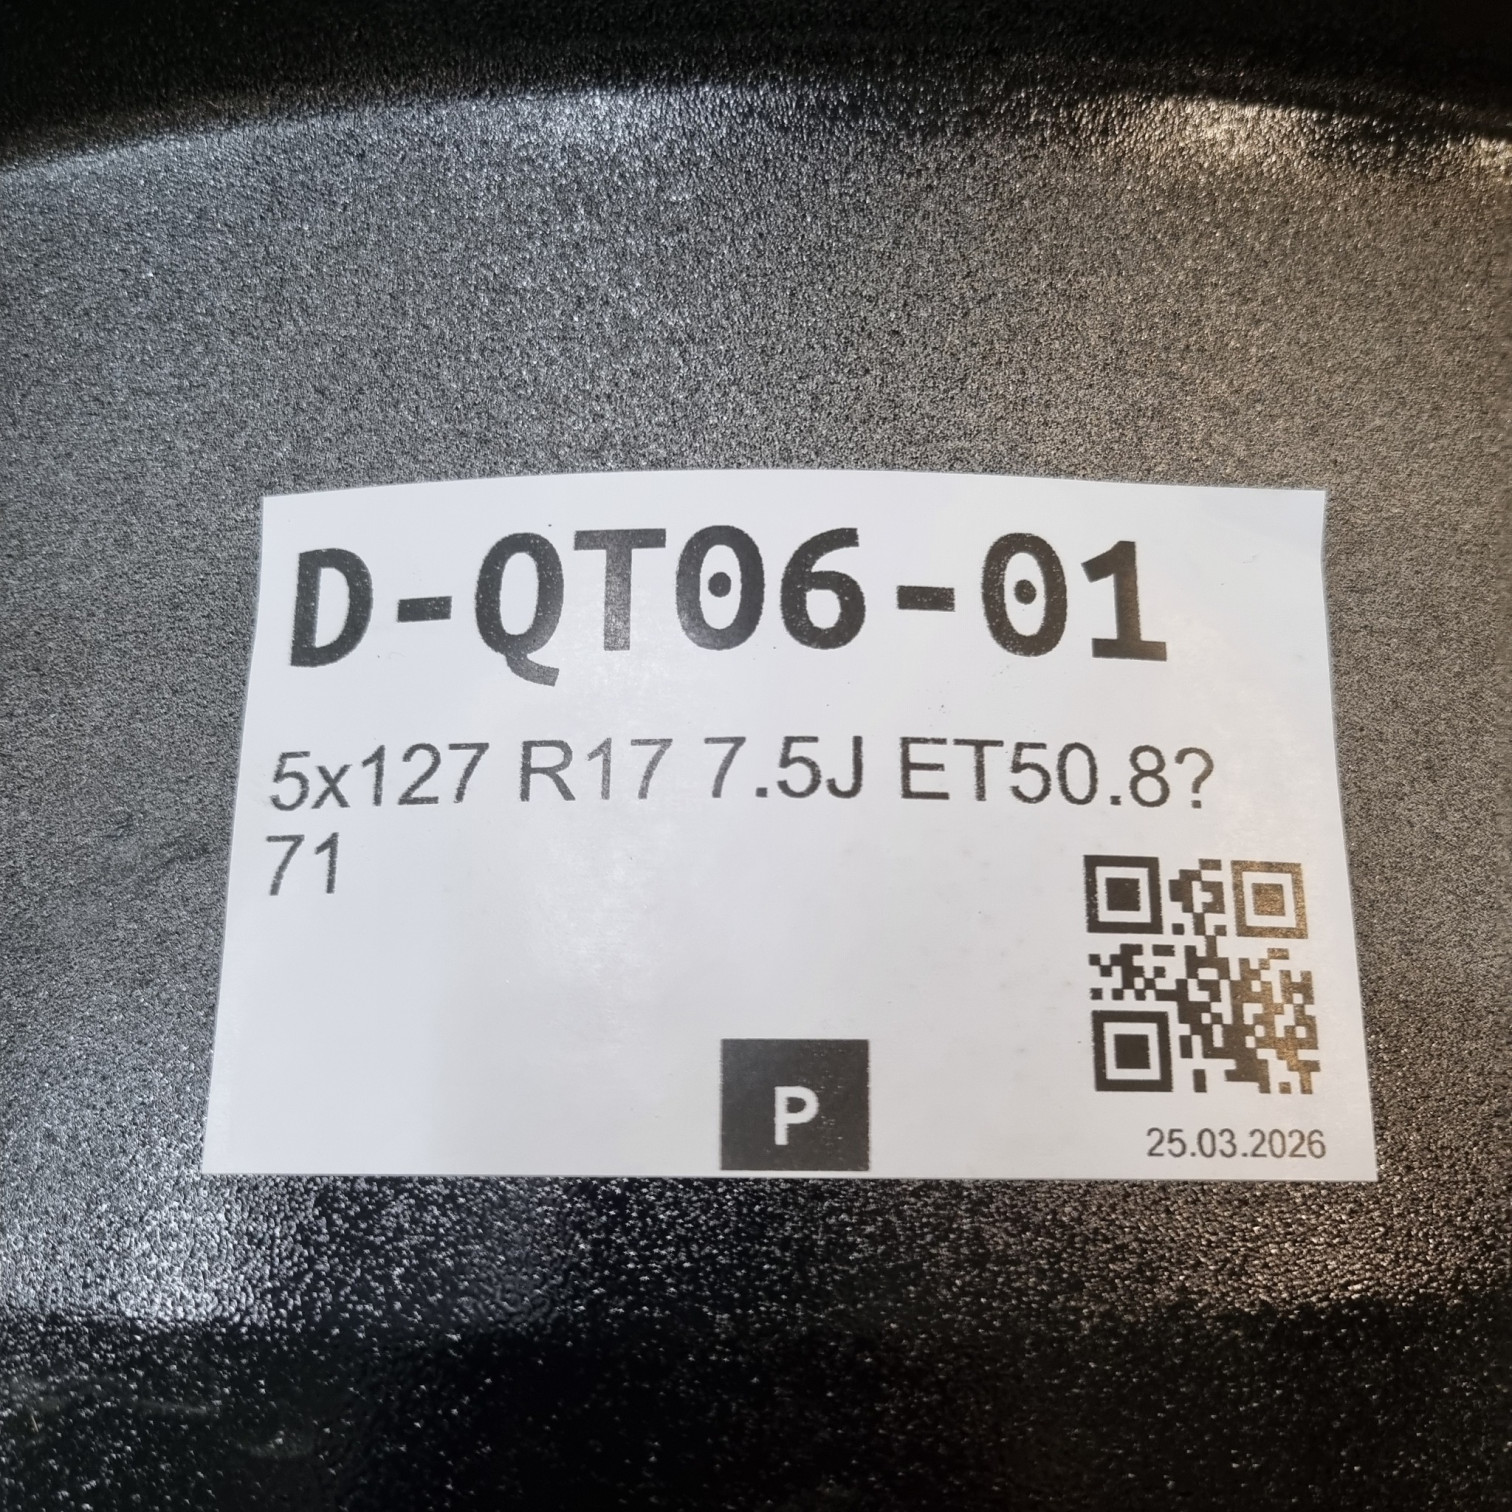 D-QT06-01
5x127 R17 7.5J ET50.8?
71
P
25.03.2026